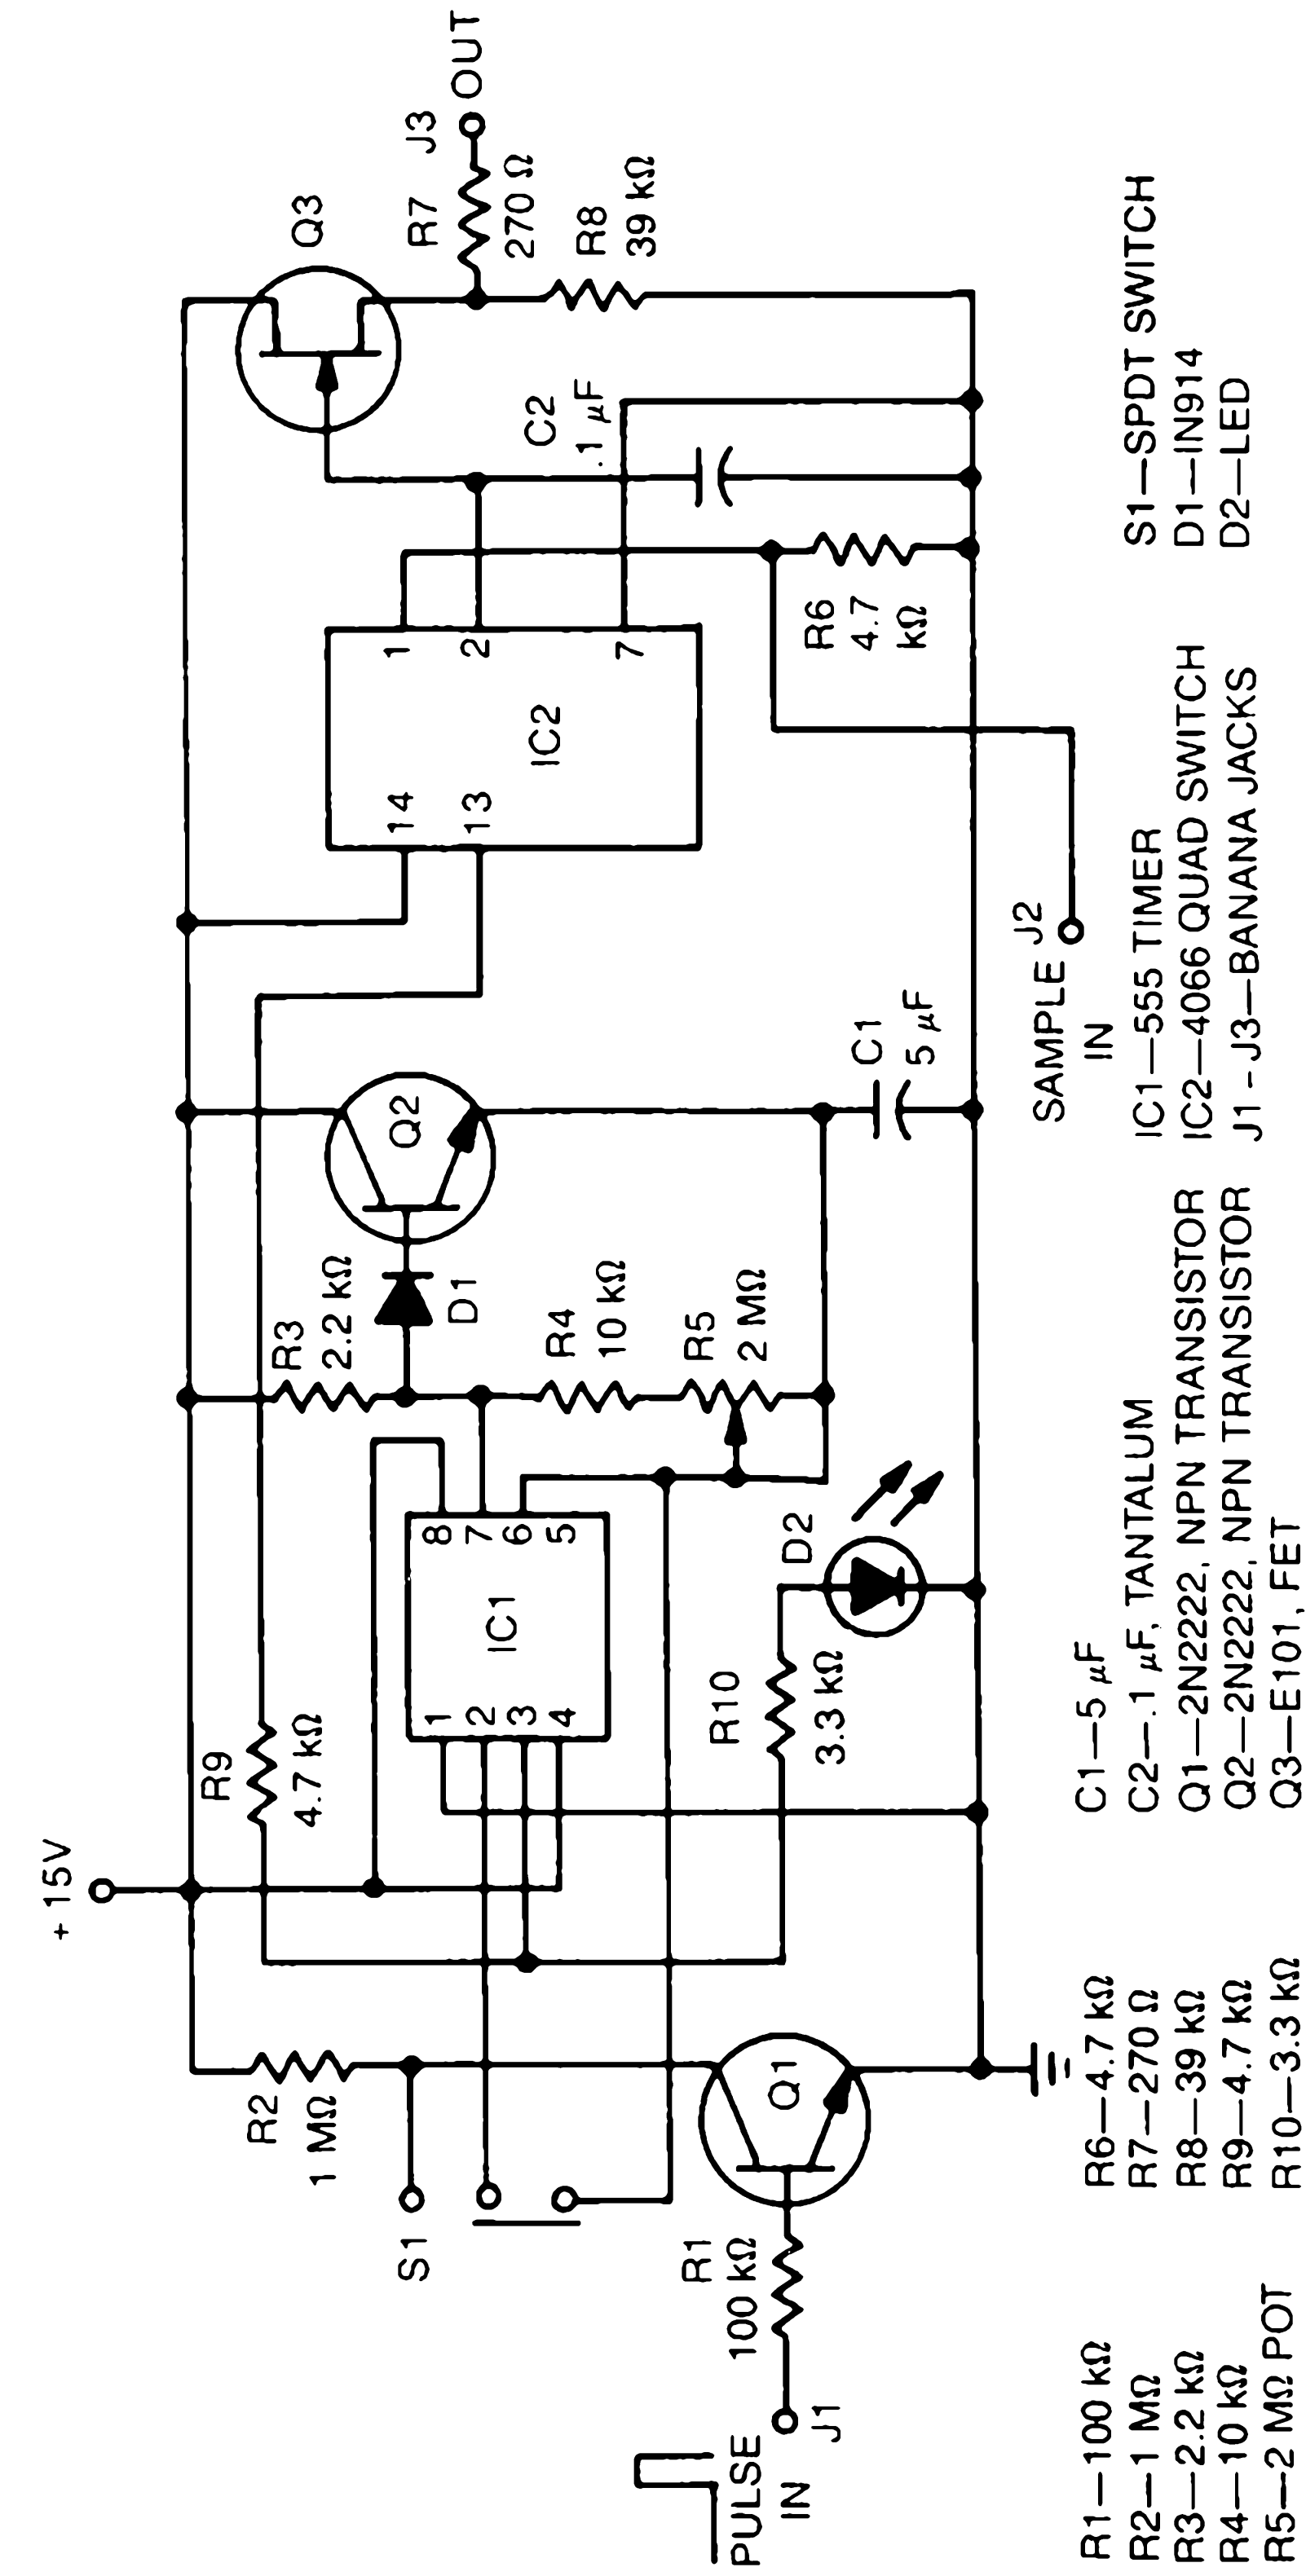 + 15V
R2
1 MΩ
S1
R1
100 kΩ
PULSE
IN
J1
Q1
R9
4.7 kΩ
IC1
1
2
3
4
8
7
6
5
R10
3.3 kΩ
D2
R3
2.2 kΩ
D1
R4
10 kΩ
R5
2 MΩ
Q2
C1
5 µF
SAMPLE J2
IN
IC2
14
13
1
2
7
R6
4.7
kΩ
C2
.1 µF
Q3
R7
270 Ω
J3
OUT
R8
39 kΩ
R1—100 kΩ
R2—1 MΩ
R3—2.2 kΩ
R4—10 kΩ
R5—2 MΩ POT
R6—4.7 kΩ
R7—270 Ω
R8—39 kΩ
R9—4.7 kΩ
R10—3.3 kΩ
C1—5 µF
C2—.1 µF, TANTALUM
Q1—2N2222, NPN TRANSISTOR
Q2—2N2222, NPN TRANSISTOR
Q3—E101, FET
IC1—555 TIMER
IC2—4066 QUAD SWITCH
J1 - J3—BANANA JACKS
S1—SPDT SWITCH
D1—IN914
D2—LED